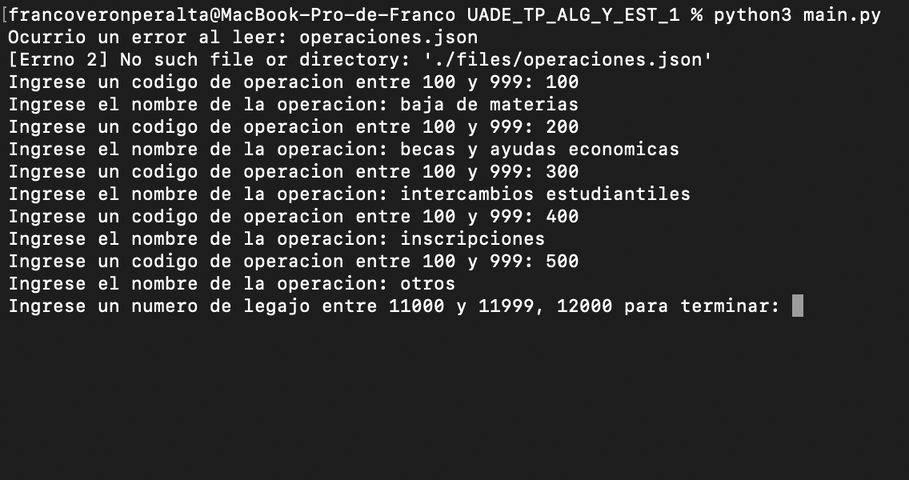 [francoveronperalta@MacBook-Pro-de-Franco UADE_TP_ALG_Y_EST_1 % python3 main.py
Ocurrio un error al leer: operaciones.json
[Errno 2] No such file or directory: './files/operaciones.json'
Ingrese un codigo de operacion entre 100 y 999: 100
Ingrese el nombre de la operacion: baja de materias
Ingrese un codigo de operacion entre 100 y 999: 200
Ingrese el nombre de la operacion: becas y ayudas economicas
Ingrese un codigo de operacion entre 100 y 999: 300
Ingrese el nombre de la operacion: intercambios estudiantiles
Ingrese un codigo de operacion entre 100 y 999: 400
Ingrese el nombre de la operacion: inscripciones
Ingrese un codigo de operacion entre 100 y 999: 500
Ingrese el nombre de la operacion: otros
Ingrese un numero de legajo entre 11000 y 11999, 12000 para terminar: